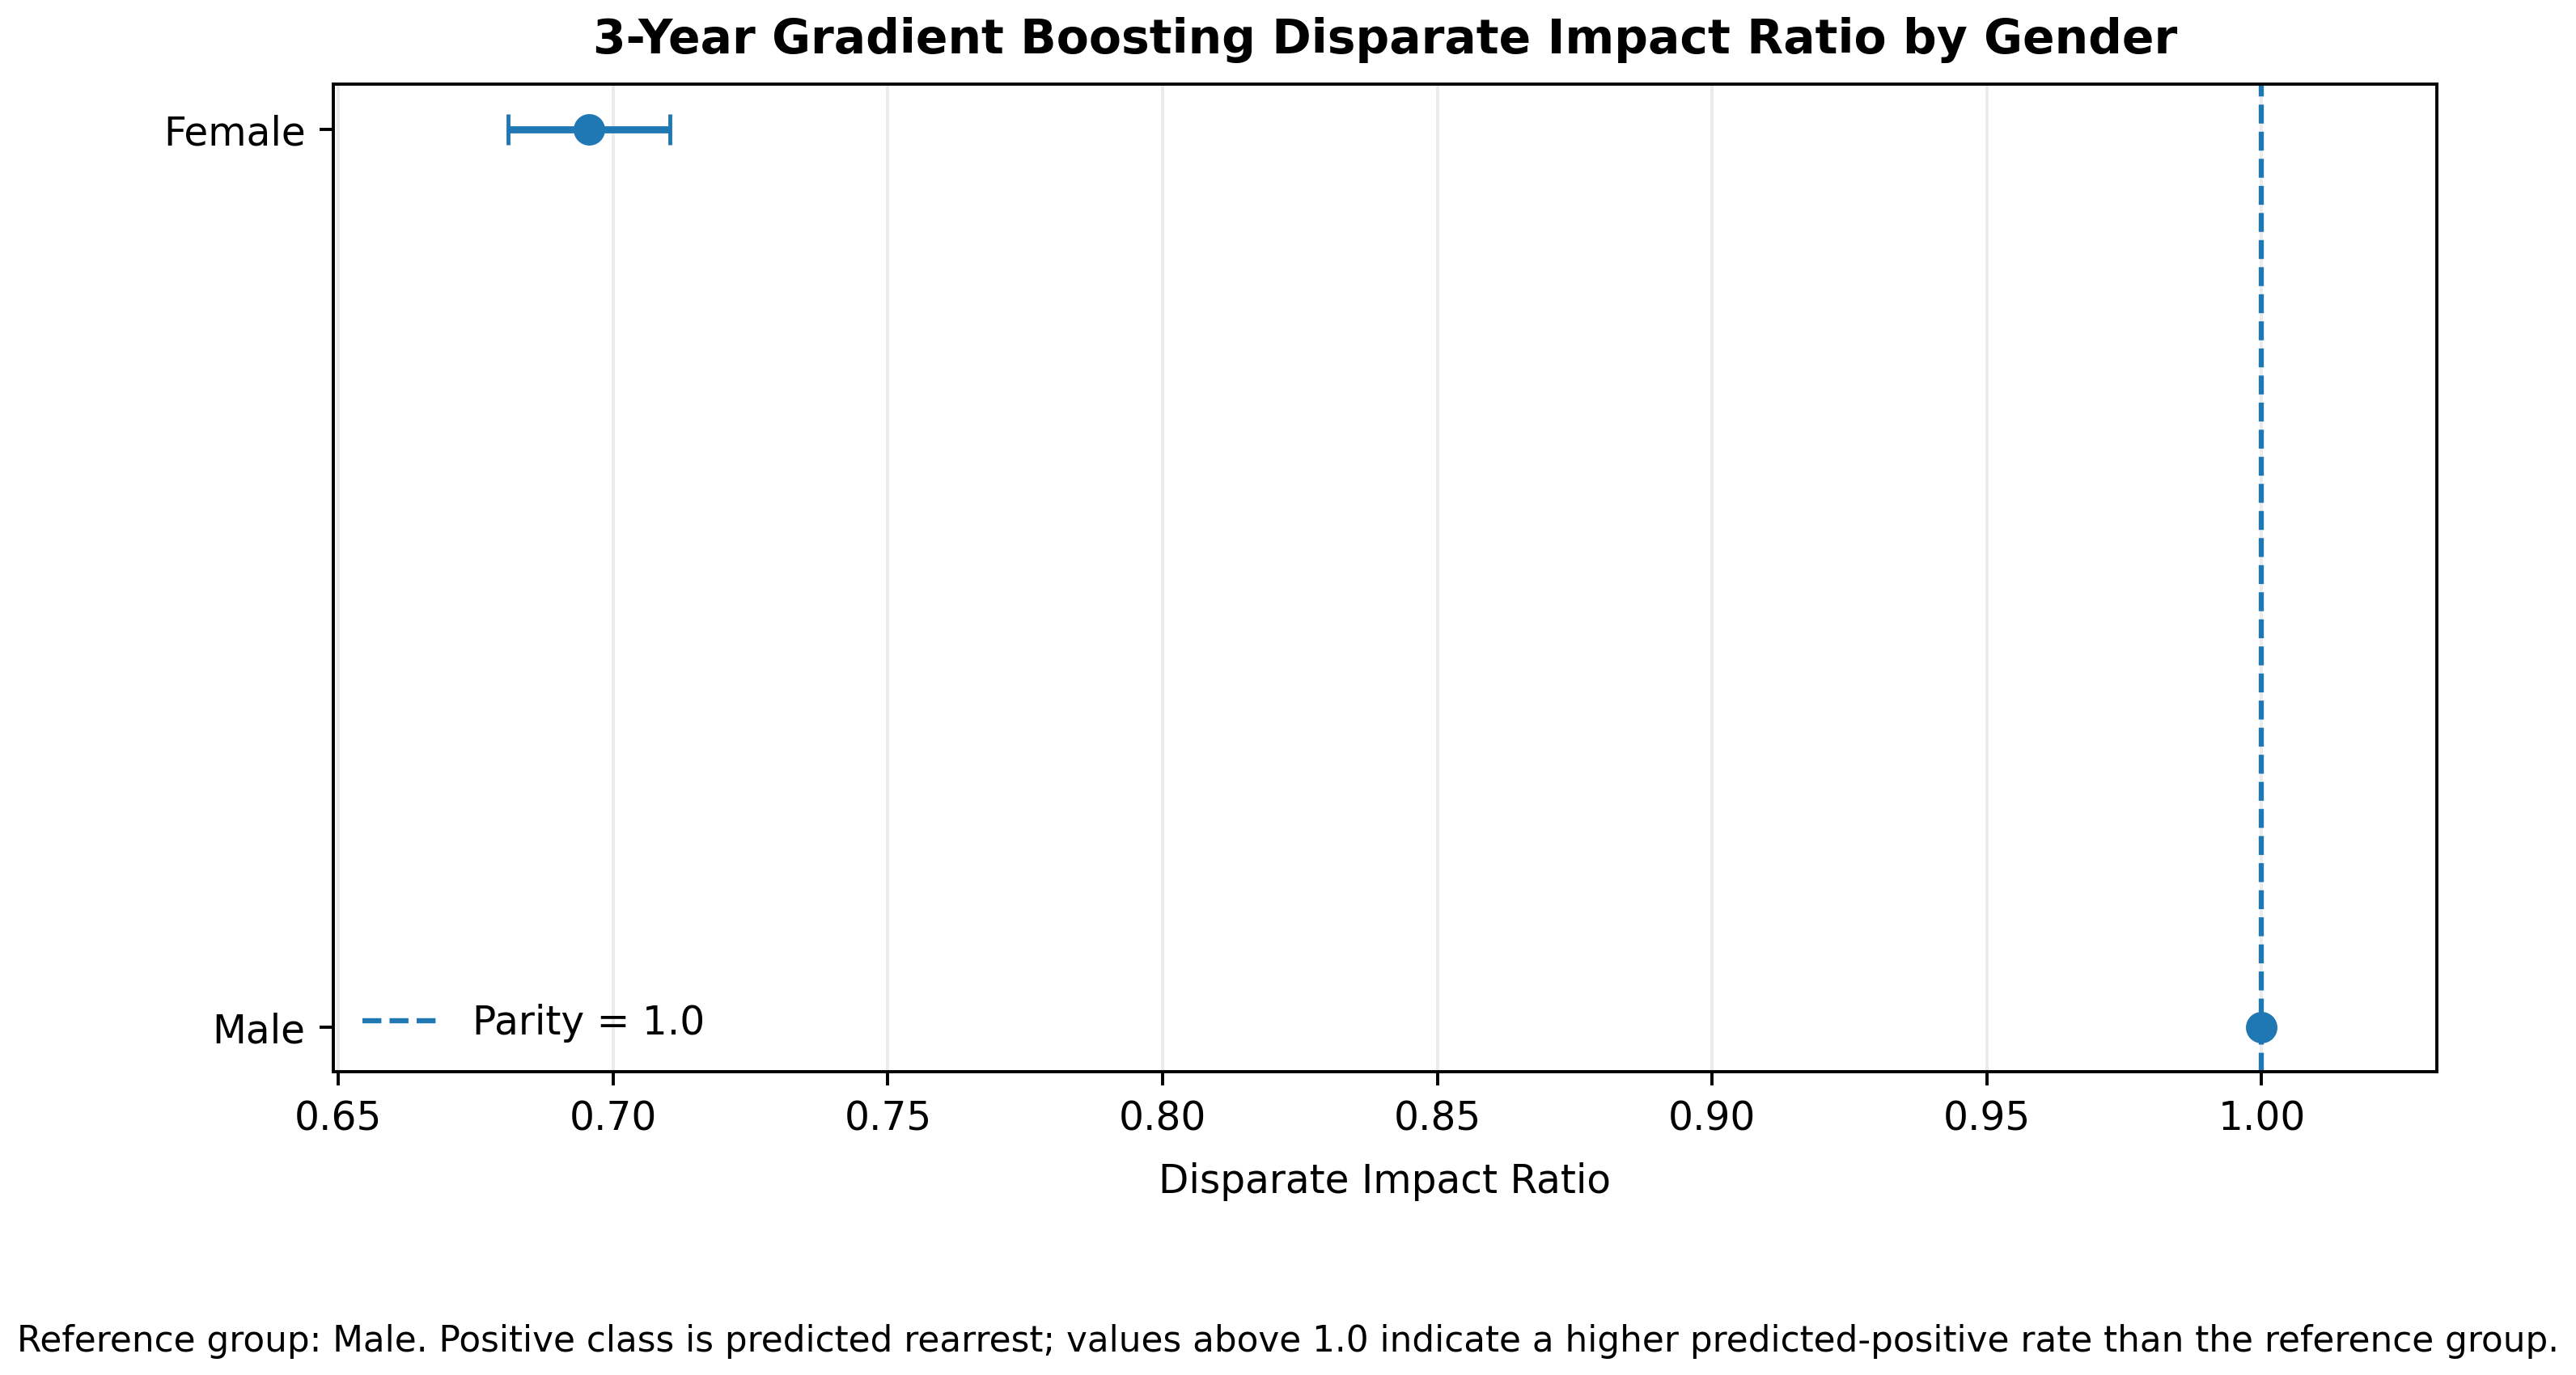 3-Year Gradient Boosting Disparate Impact Ratio by Gender
Female
Male
Parity = 1.0
0.65 0.70 0.75 0.80 0.85 0.90 0.95 1.00
Disparate Impact Ratio
Reference group: Male. Positive class is predicted rearrest; values above 1.0 indicate a higher predicted-positive rate than the reference group.